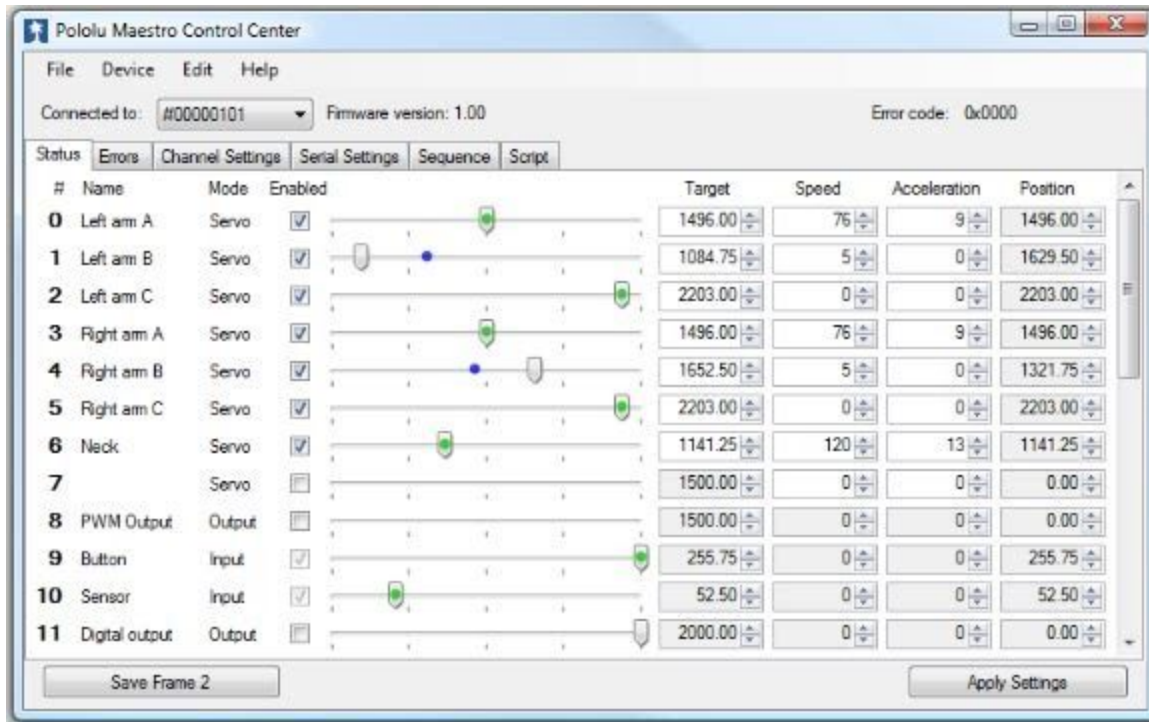 Pololu Maestro Control Center
File Device Edit Help
Connected to: #00000101 Firmware version: 1.00 Error code: 0x0000
Status Errors Channel Settings Serial Settings Sequence Script
# Name Mode Enabled Target Speed Acceleration Position
0 Left arm A Servo 1496.00 76 9 1496.00
1 Left arm B Servo 1084.75 5 0 1629.50
2 Left arm C Servo 2203.00 0 0 2203.00
3 Right arm A Servo 1496.00 76 9 1496.00
4 Right arm B Servo 1652.50 5 0 1321.75
5 Right arm C Servo 2203.00 0 0 2203.00
6 Neck Servo 1141.25 120 13 1141.25
7 Servo 1500.00 0 0 0.00
8 PWM Output Output 1500.00 0 0 0.00
9 Button Input 255.75 0 0 255.75
10 Sensor Input 52.50 0 0 52.50
11 Digital output Output 2000.00 0 0 0.00
Save Frame 2 Apply Settings